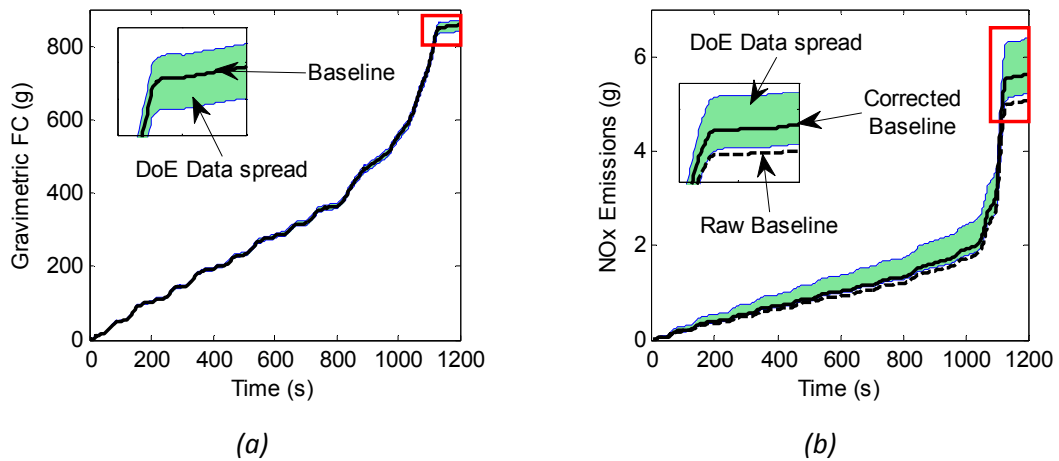 Gravimetric FC (g)
800
600
400
200
0
Baseline
DoE Data spread
0 200 400 600 800 1000 1200
Time (s)
(a)
NOx Emissions (g)
6
4
2
0
DoE Data spread
Corrected
Baseline
Raw Baseline
0 200 400 600 800 1000 1200
Time (s)
(b)